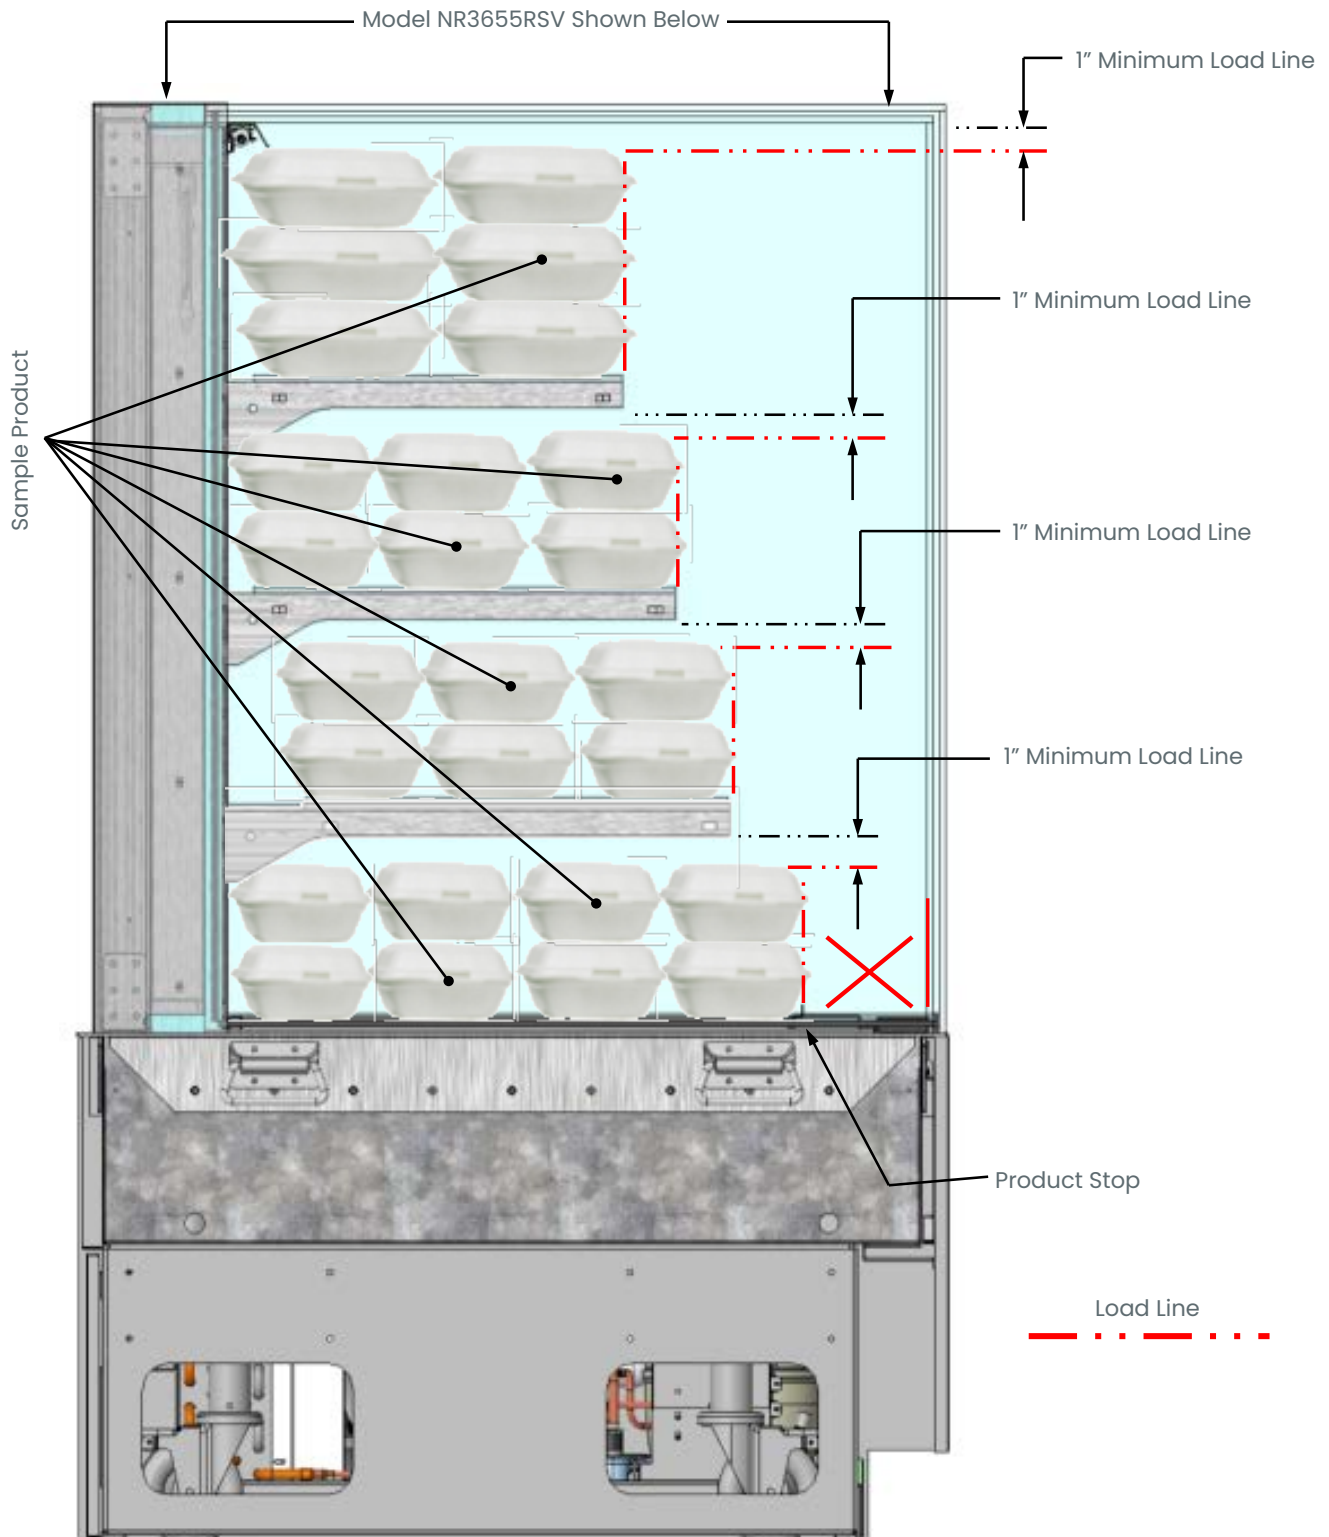 Model NR3655RSV Shown Below
1” Minimum Load Line
1” Minimum Load Line
Sample Product
1” Minimum Load Line
1” Minimum Load Line
Product Stop
Load Line